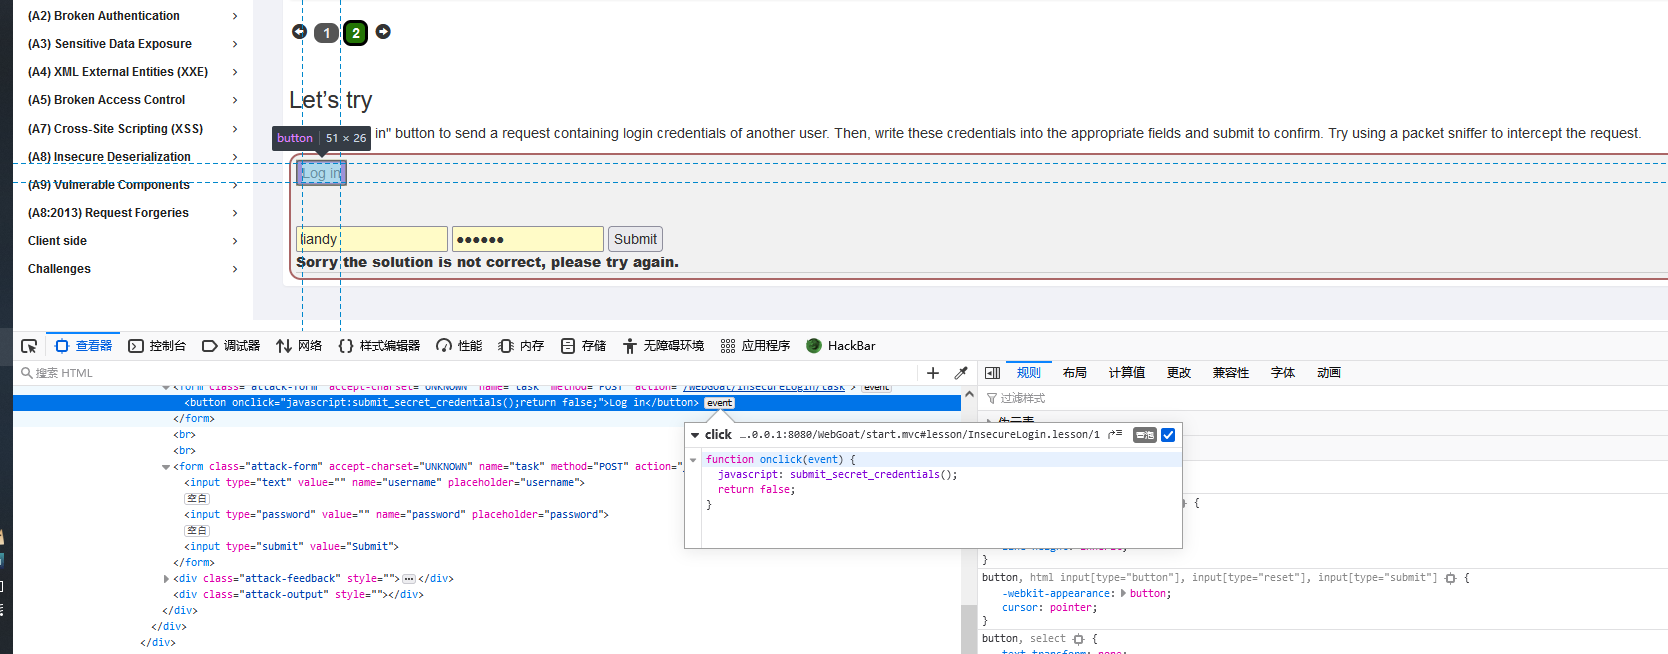 (A2) Broken Authentication
(A3) Sensitive Data Exposure
(A4) XML External Entities (XXE)
(A5) Broken Access Control
(A7) Cross-Site Scripting (XSS)
(A8) Insecure Deserialization
(A9) Vulnerable Components
(A8:2013) Request Forgeries
Client side
Challenges
1 2
Let's try
button 51 × 26
in" button to send a request containing login credentials of another user. Then, write these credentials into the appropriate fields and submit to confirm. Try using a packet sniffer to intercept the request.
Log in
liandy ●●●●●● Submit
Sorry the solution is not correct, please try again.
查看器 控制台 调试器 网络 样式编辑器 性能 内存 存储 无障碍环境 应用程序 HackBar
搜索 HTML
规则 布局 计算值 更改 兼容性 字体 动画
过滤样式
<form class="attack-form" accept-charset="UNKNOWN" name="task" method="POST" action="/WebGoat/InsecureLogin/task"> event
<button onclick="javascript:submit_secret_credentials();return false;">Log in</button> event
</form>
<br>
<br>
<form class="attack-form" accept-charset="UNKNOWN" name="task" method="POST" action="
<input type="text" value="" name="username" placeholder="username">
空白
<input type="password" value="" name="password" placeholder="password">
空白
<input type="submit" value="Submit">
</form>
<div class="attack-feedback" style=""> ••• </div>
<div class="attack-output" style=""></div>
</div>
</div>
</div>
click ….0.0.1:8080/WebGoat/start.mvc#lesson/InsecureLogin.lesson/1 冒泡
function onclick(event) {
javascript: submit_secret_credentials();
return false;
}
伪元素
{
line-height: inherit;
}
button, html input[type="button"], input[type="reset"], input[type="submit"] {
-webkit-appearance: button;
cursor: pointer;
}
button, select {
text-transform: none;